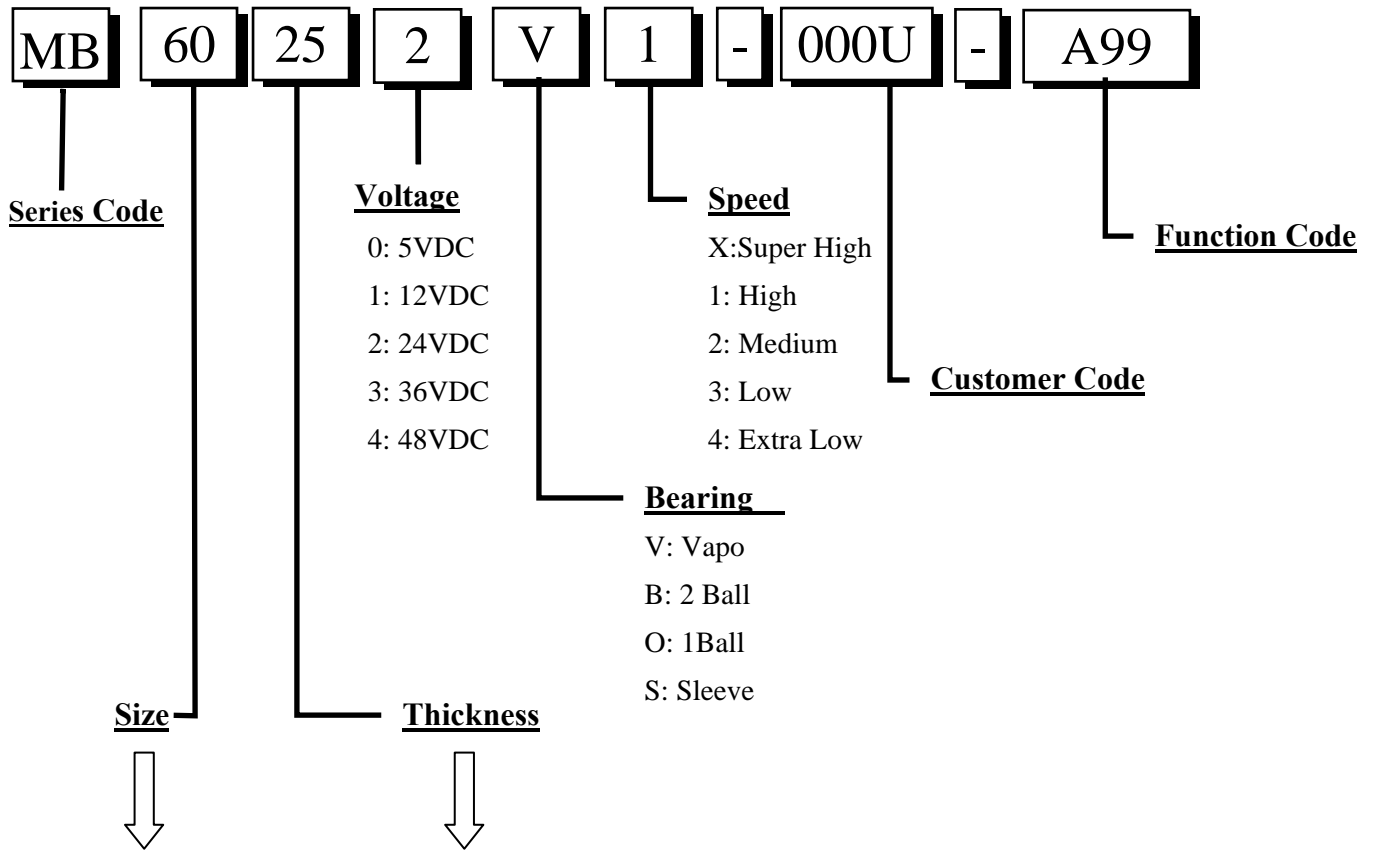 MB 60 25 2 V 1 - 000U - A99
Series Code
Voltage
0: 5VDC
1: 12VDC
2: 24VDC
3: 36VDC
4: 48VDC
Speed
X:Super High
1: High
2: Medium
3: Low
4: Extra Low
Function Code
Customer Code
Bearing
V: Vapo
B: 2 Ball
O: 1Ball
S: Sleeve
Size
Thickness